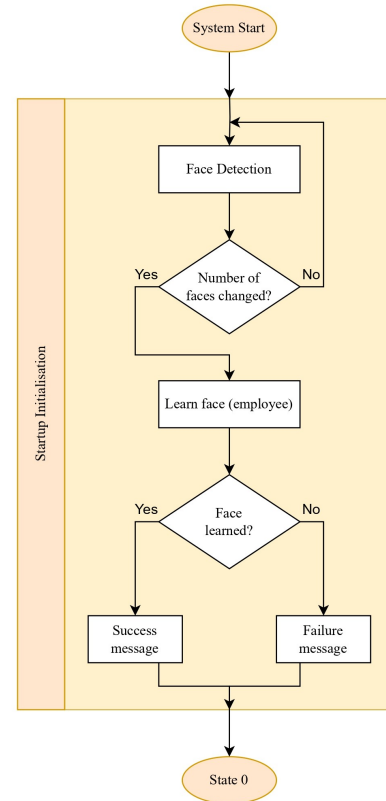 System Start
Startup Initialisation
Face Detection
Number of
faces changed?
Yes
No
Learn face (employee)
Face
learned?
Yes
No
Success
message
Failure
message
State 0